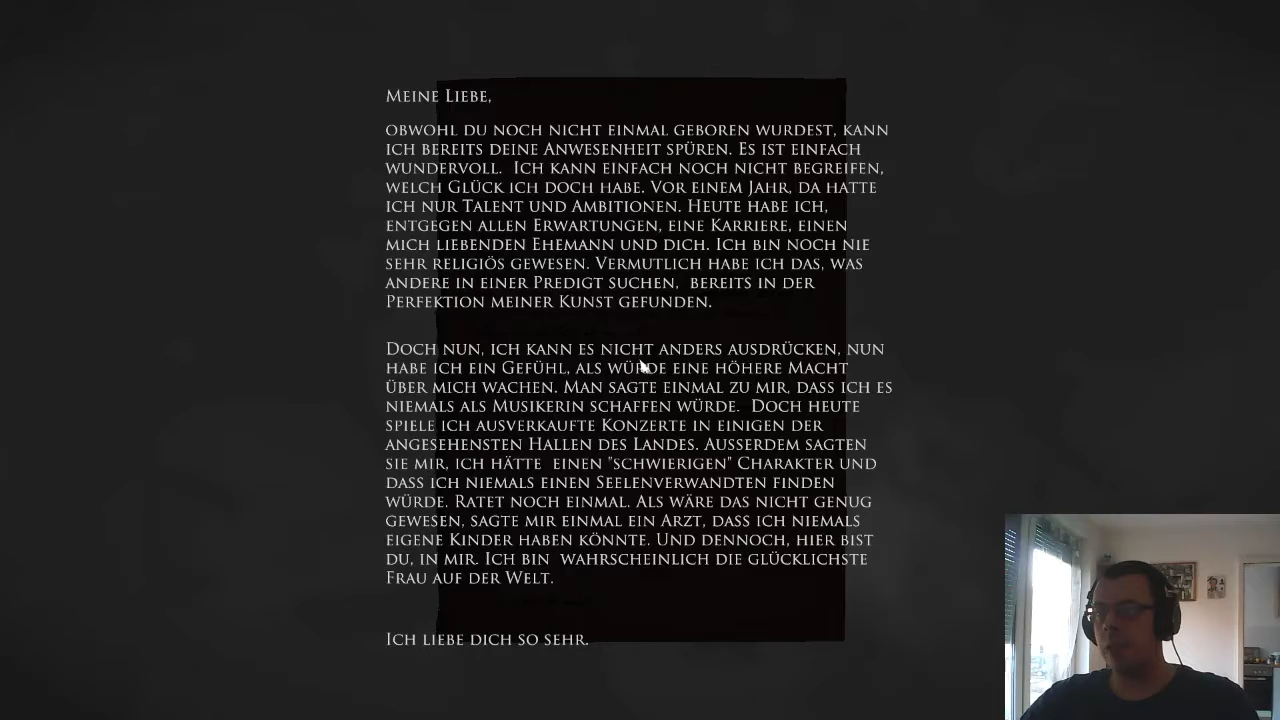 Meine Liebe,
obwohl du noch nicht einmal geboren wurdest, kann
ich bereits deine Anwesenheit spüren. Es ist einfach
wundervoll.  Ich kann einfach noch nicht begreifen,
welch Glück ich doch habe. Vor einem Jahr, da hatte
ich nur Talent und Ambitionen. Heute habe ich,
entgegen allen Erwartungen, eine Karriere, einen
mich liebenden Ehemann und dich. Ich bin noch nie
sehr religiös gewesen. Vermutlich habe ich das, was
andere in einer Predigt suchen,  bereits in der
Perfektion meiner Kunst gefunden.
Doch nun, ich kann es nicht anders ausdrücken, nun
habe ich ein Gefühl, als würde eine höhere Macht
über mich wachen. Man sagte einmal zu mir, dass ich es
niemals als Musikerin schaffen würde.  Doch heute
spiele ich ausverkaufte Konzerte in einigen der
angesehensten Hallen des Landes. Ausserdem sagten
sie mir, ich hätte  einen "schwierigen" Charakter und
dass ich niemals einen Seelenverwandten finden
würde. Ratet noch einmal. Als wäre das nicht genug
gewesen, sagte mir einmal ein Arzt, dass ich niemals
eigene Kinder haben könnte. Und dennoch, hier bist
du, in mir. Ich bin  wahrscheinlich die glücklichste
Frau auf der Welt.
Ich liebe dich so sehr.